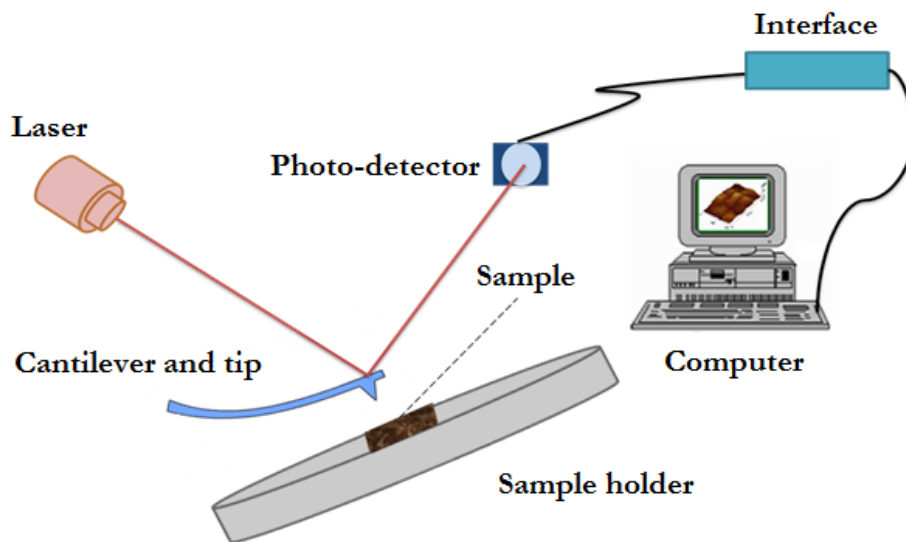 Interface
Laser
Photo-detector
Sample
Cantilever and tip
Computer
Sample holder